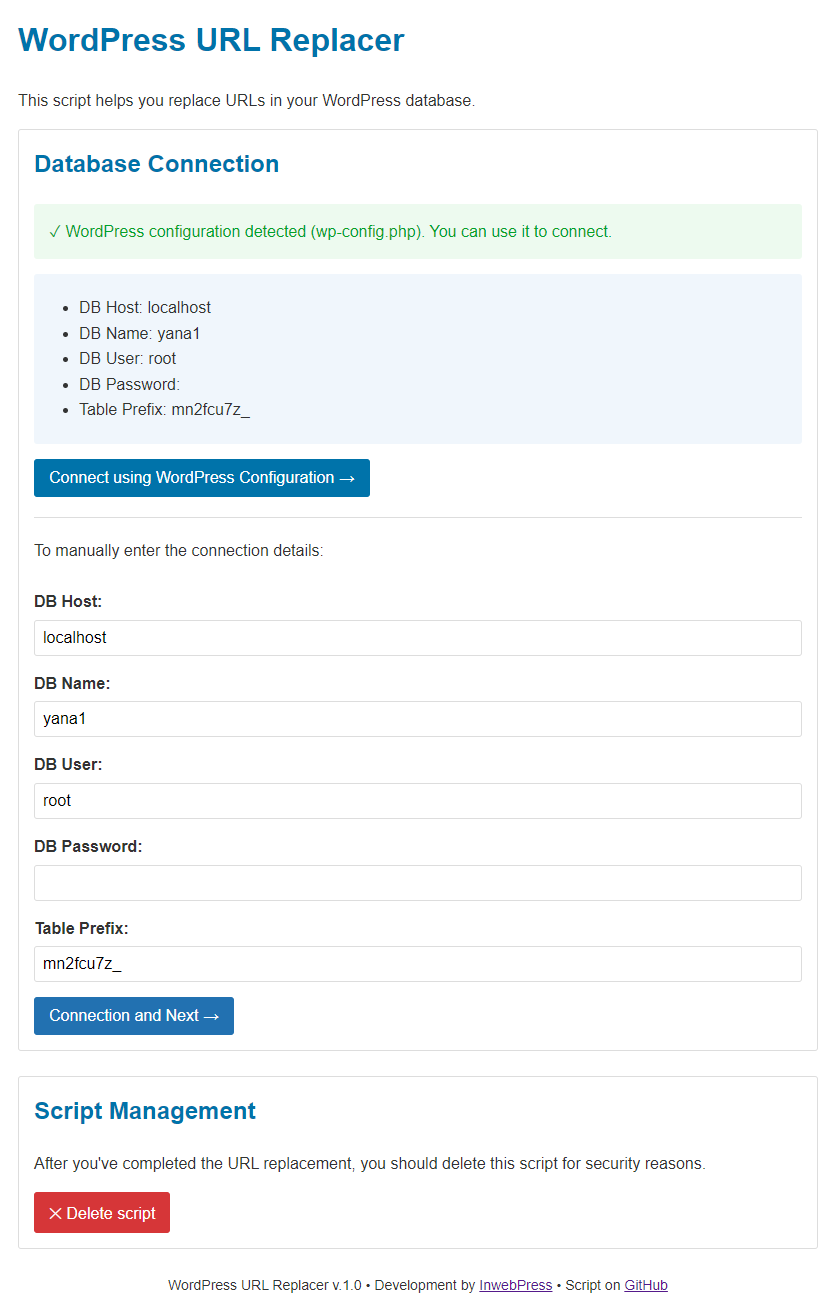 WordPress URL Replacer
This script helps you replace URLs in your WordPress database.
Database Connection
✓ WordPress configuration detected (wp-config.php). You can use it to connect.
• DB Host: localhost
• DB Name: yana1
• DB User: root
• DB Password:
• Table Prefix: mn2fcu7z_
Connect using WordPress Configuration →
To manually enter the connection details:
DB Host:
localhost
DB Name:
yana1
DB User:
root
DB Password:
Table Prefix:
mn2fcu7z_
Connection and Next →
Script Management
After you've completed the URL replacement, you should delete this script for security reasons.
✕ Delete script
WordPress URL Replacer v.1.0 • Development by InwebPress • Script on GitHub